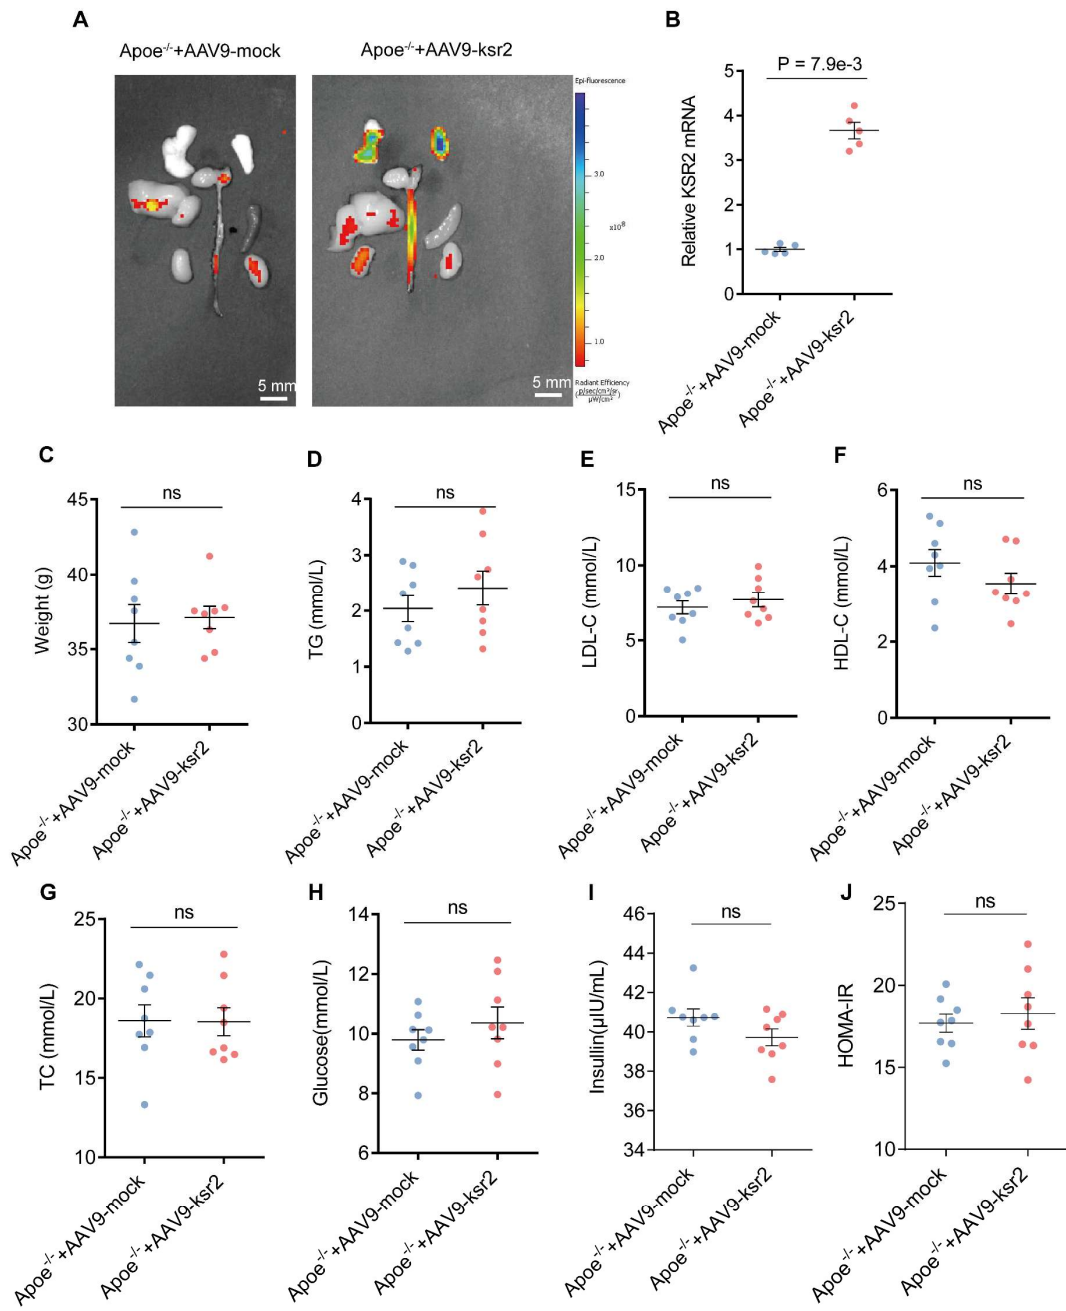 A
Apoe-/-+AAV9-mock
Apoe-/-+AAV9-ksr2
Epi-fluorescence
3.0
x10⁸
2.0
1.0
Radiant Efficiency
5 mm
5 mm
B
P = 7.9e-3
Relative KSR2 mRNA
5
4
3
2
1
0
Apoe-/-+AAV9-mock
Apoe-/-+AAV9-ksr2
C
ns
Weight (g)
45
40
35
30
Apoe-/-+AAV9-mock
Apoe-/-+AAV9-ksr2
D
ns
TG (mmol/L)
4
3
2
1
0
Apoe-/-+AAV9-mock
Apoe-/-+AAV9-ksr2
E
ns
LDL-C (mmol/L)
15
10
5
0
Apoe-/-+AAV9-mock
Apoe-/-+AAV9-ksr2
F
ns
HDL-C (mmol/L)
6
4
2
0
Apoe-/-+AAV9-mock
Apoe-/-+AAV9-ksr2
G
ns
TC (mmol/L)
25
20
15
10
Apoe-/-+AAV9-mock
Apoe-/-+AAV9-ksr2
H
ns
Glucose(mmol/L)
14
12
10
8
6
Apoe-/-+AAV9-mock
Apoe-/-+AAV9-ksr2
I
ns
Insullin(μIU/mL)
46
44
42
40
38
36
34
Apoe-/-+AAV9-mock
Apoe-/-+AAV9-ksr2
J
ns
HOMA-IR
25
20
15
10
Apoe-/-+AAV9-mock
Apoe-/-+AAV9-ksr2